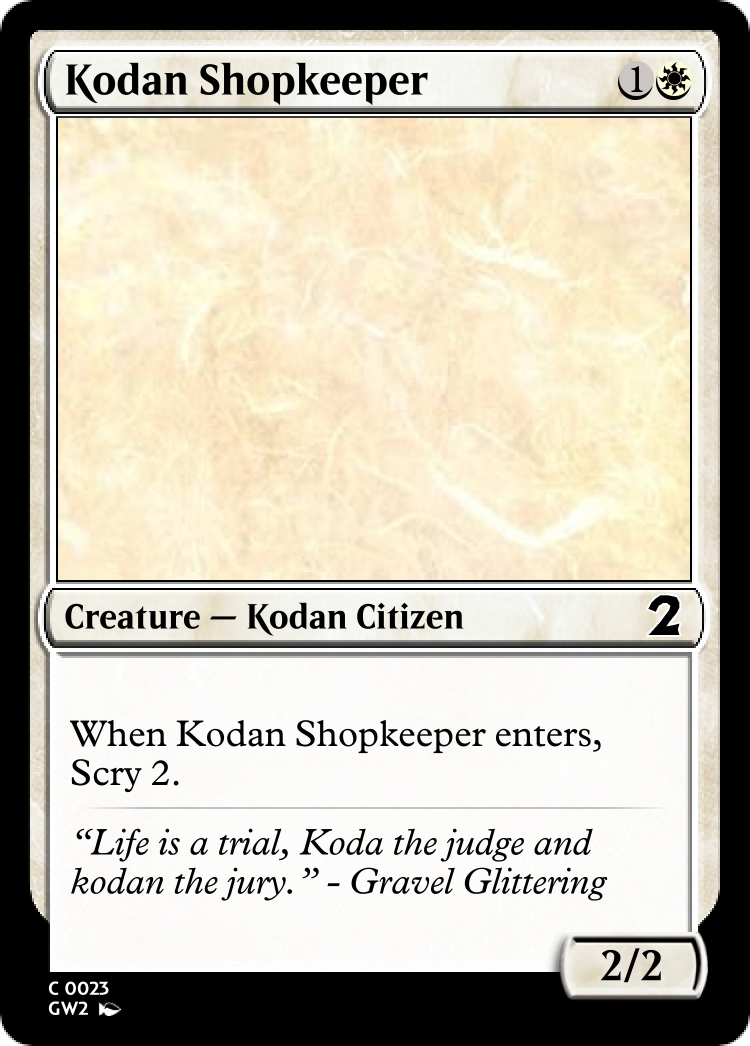 Kodan Shopkeeper 1
Creature — Kodan Citizen 2
When Kodan Shopkeeper enters,
Scry 2.
“Life is a trial, Koda the judge and
kodan the jury.” - Gravel Glittering
2/2
C 0023
GW2